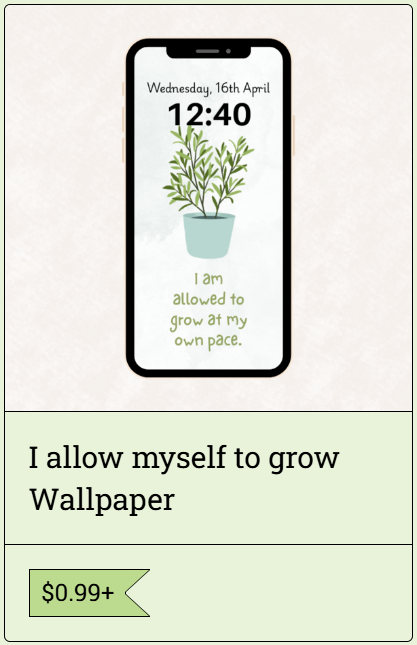 Wednesday, 16th April
12:40
I am
allowed to
grow at my
own pace.
I allow myself to grow
Wallpaper
$0.99+